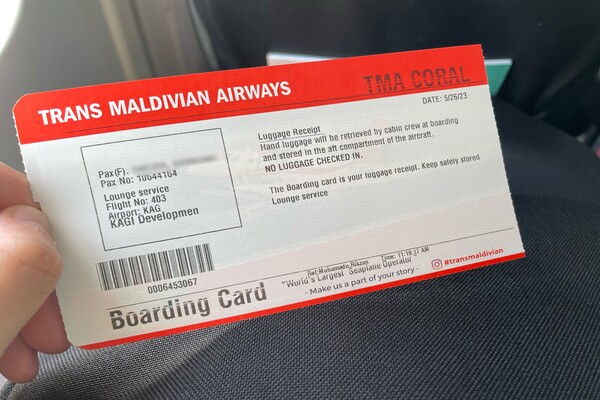 TRANS MALDIVIAN AIRWAYS
TMA CORAL
DATE: 5/26/23
Pax(F).
Pax No: 10644164
Lounge service
Flight No: 403
Airport: KAG
KAGI Developmen
Luggage Receipt
Hand luggage will be retrieved by cabin crew at boarding
and stored in the aft compartment of the aircraft.
NO LUGGAGE CHECKED IN.
The Boarding card is your luggage receipt. Keep safely stored
Lounge service
0006453067
Boarding Card
Ref:Mohamadu Rikzan Time: 11:16:17 AM
"World's Largest Seaplane Operator
- Make us a part of your story -
#transmaldivian